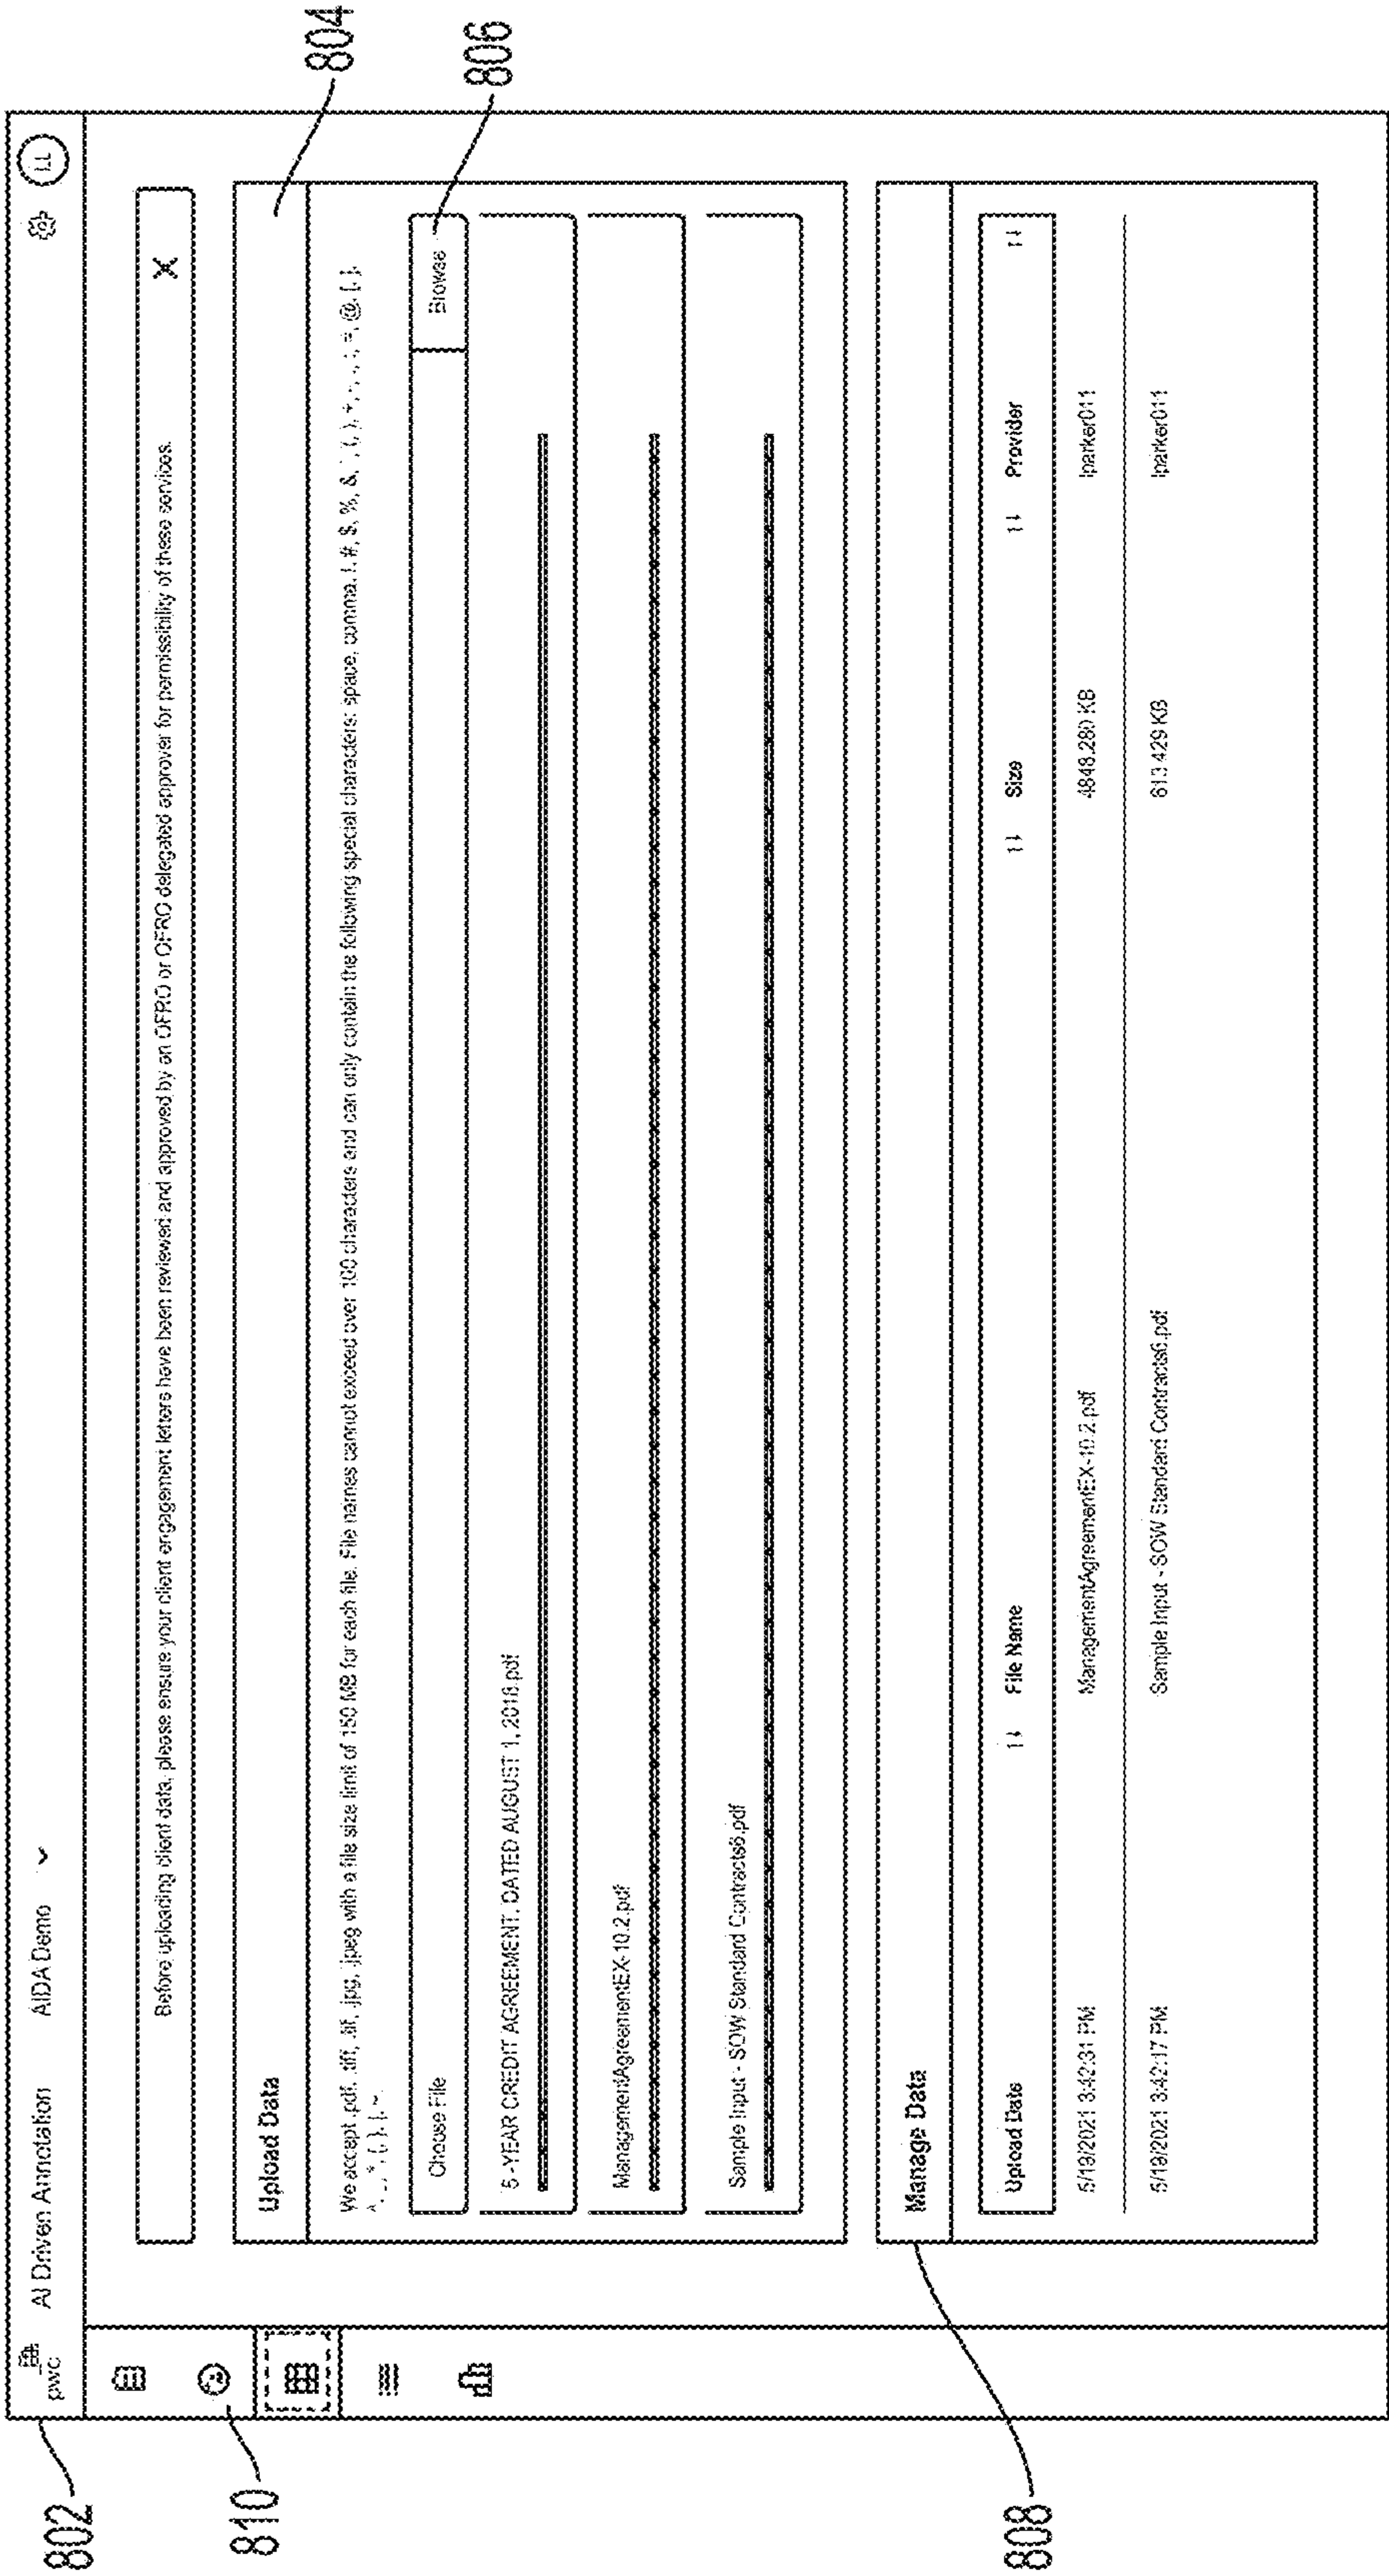 802
pwc
AI Driven Annotation
AIDA Demo
Before uploading client data, please ensure your client engagement letters have been reviewed and approved by an OFRO or OFRO delegated approver for permissibility of these services.
804
Upload Data
We accept .pdf, .tiff, .tif, .jpg, .jpeg with a file size limit of 150 MB for each file. File names cannot exceed over 100 characters and can only contain the following special characters: space, comma, !, #, $, %, &,
806
Choose File
Browse
5 -YEAR CREDIT AGREEMENT, DATED AUGUST 1, 2016.pdf
ManagementAgreementEX-10.2.pdf
Sample Input - SOW Standard Contracts6.pdf
808
Manage Data
Upload Date ↑↓ File Name ↑↓ Size ↑↓ Provider ↑↓
5/19/2021 3:42:31 PM ManagementAgreementEX-10.2.pdf 4848.280 KB lparker011
5/19/2021 3:42:17 PM Sample Input - SOW Standard Contracts6.pdf 613.429 KB lparker011
810